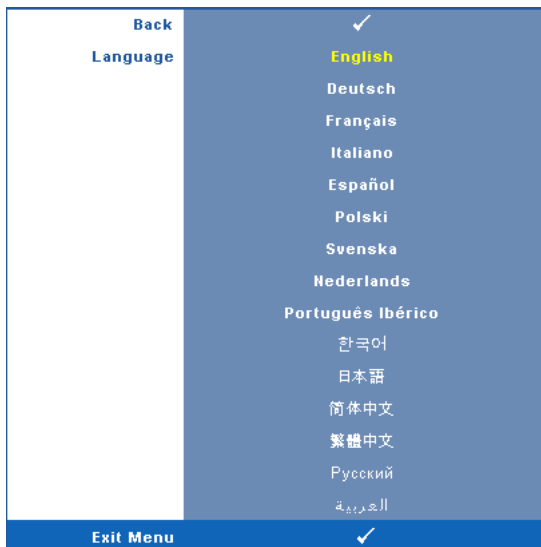 Back ✓
Language English
Deutsch
Français
Italiano
Español
Polski
Svenska
Nederlands
Português Ibérico
한국어
日本語
简体中文
繁體中文
Русский
العربية
Exit Menu ✓